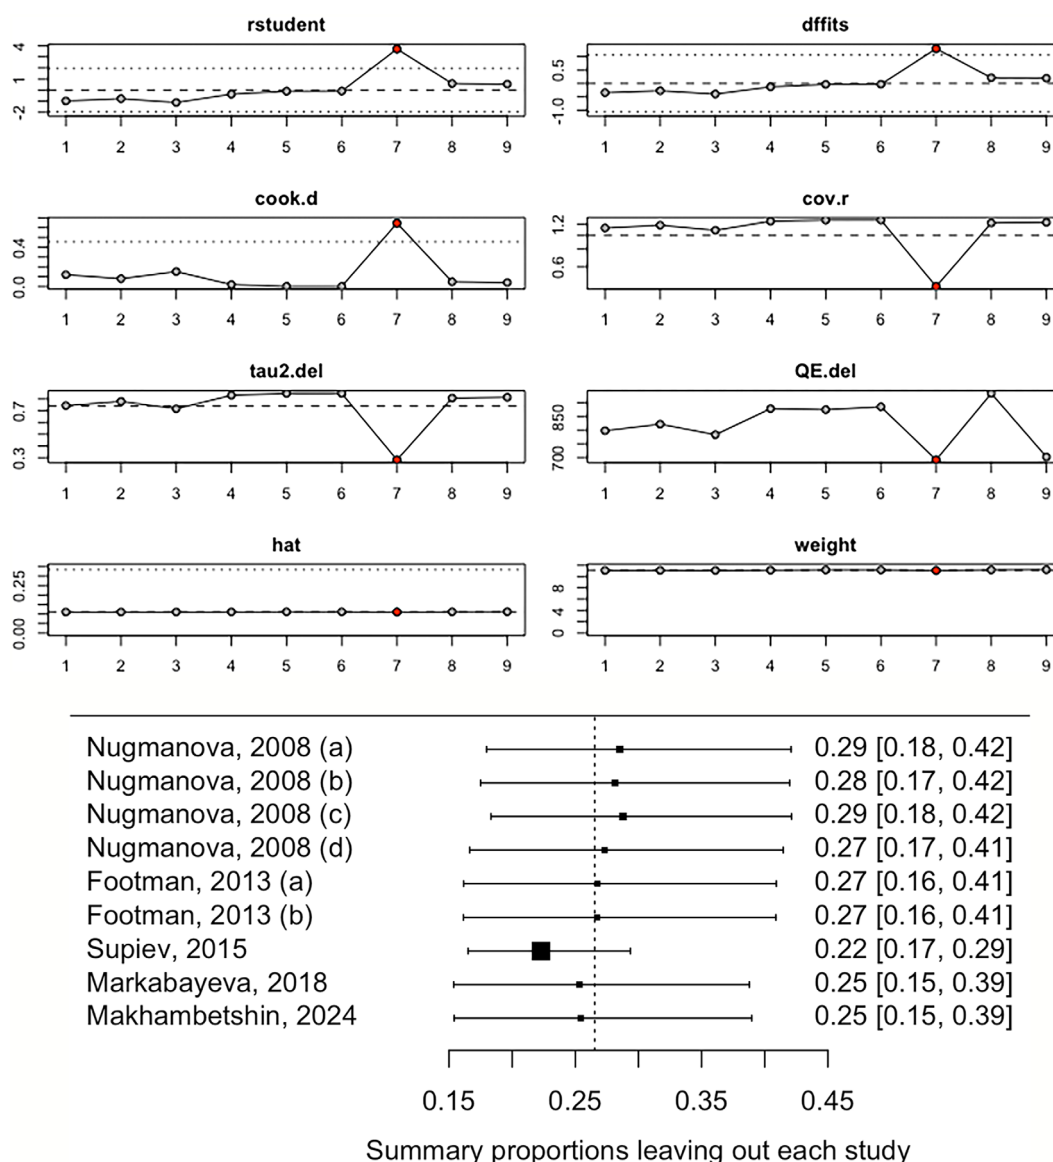 rstudent
dffits
4
1
-2
0.5
-1.0
1 2 3 4 5 6 7 8 9
1 2 3 4 5 6 7 8 9
cook.d
cov.r
0.4
0.0
1.2
0.6
1 2 3 4 5 6 7 8 9
1 2 3 4 5 6 7 8 9
tau2.del
QE.del
0.7
0.3
850
700
1 2 3 4 5 6 7 8 9
1 2 3 4 5 6 7 8 9
hat
weight
0.25
0.00
8
4
0
1 2 3 4 5 6 7 8 9
1 2 3 4 5 6 7 8 9
Nugmanova, 2008 (a) 0.29 [0.18, 0.42]
Nugmanova, 2008 (b) 0.28 [0.17, 0.42]
Nugmanova, 2008 (c) 0.29 [0.18, 0.42]
Nugmanova, 2008 (d) 0.27 [0.17, 0.41]
Footman, 2013 (a) 0.27 [0.16, 0.41]
Footman, 2013 (b) 0.27 [0.16, 0.41]
Supiev, 2015 0.22 [0.17, 0.29]
Markabayeva, 2018 0.25 [0.15, 0.39]
Makhambetshin, 2024 0.25 [0.15, 0.39]
0.15 0.25 0.35 0.45
Summary proportions leaving out each study